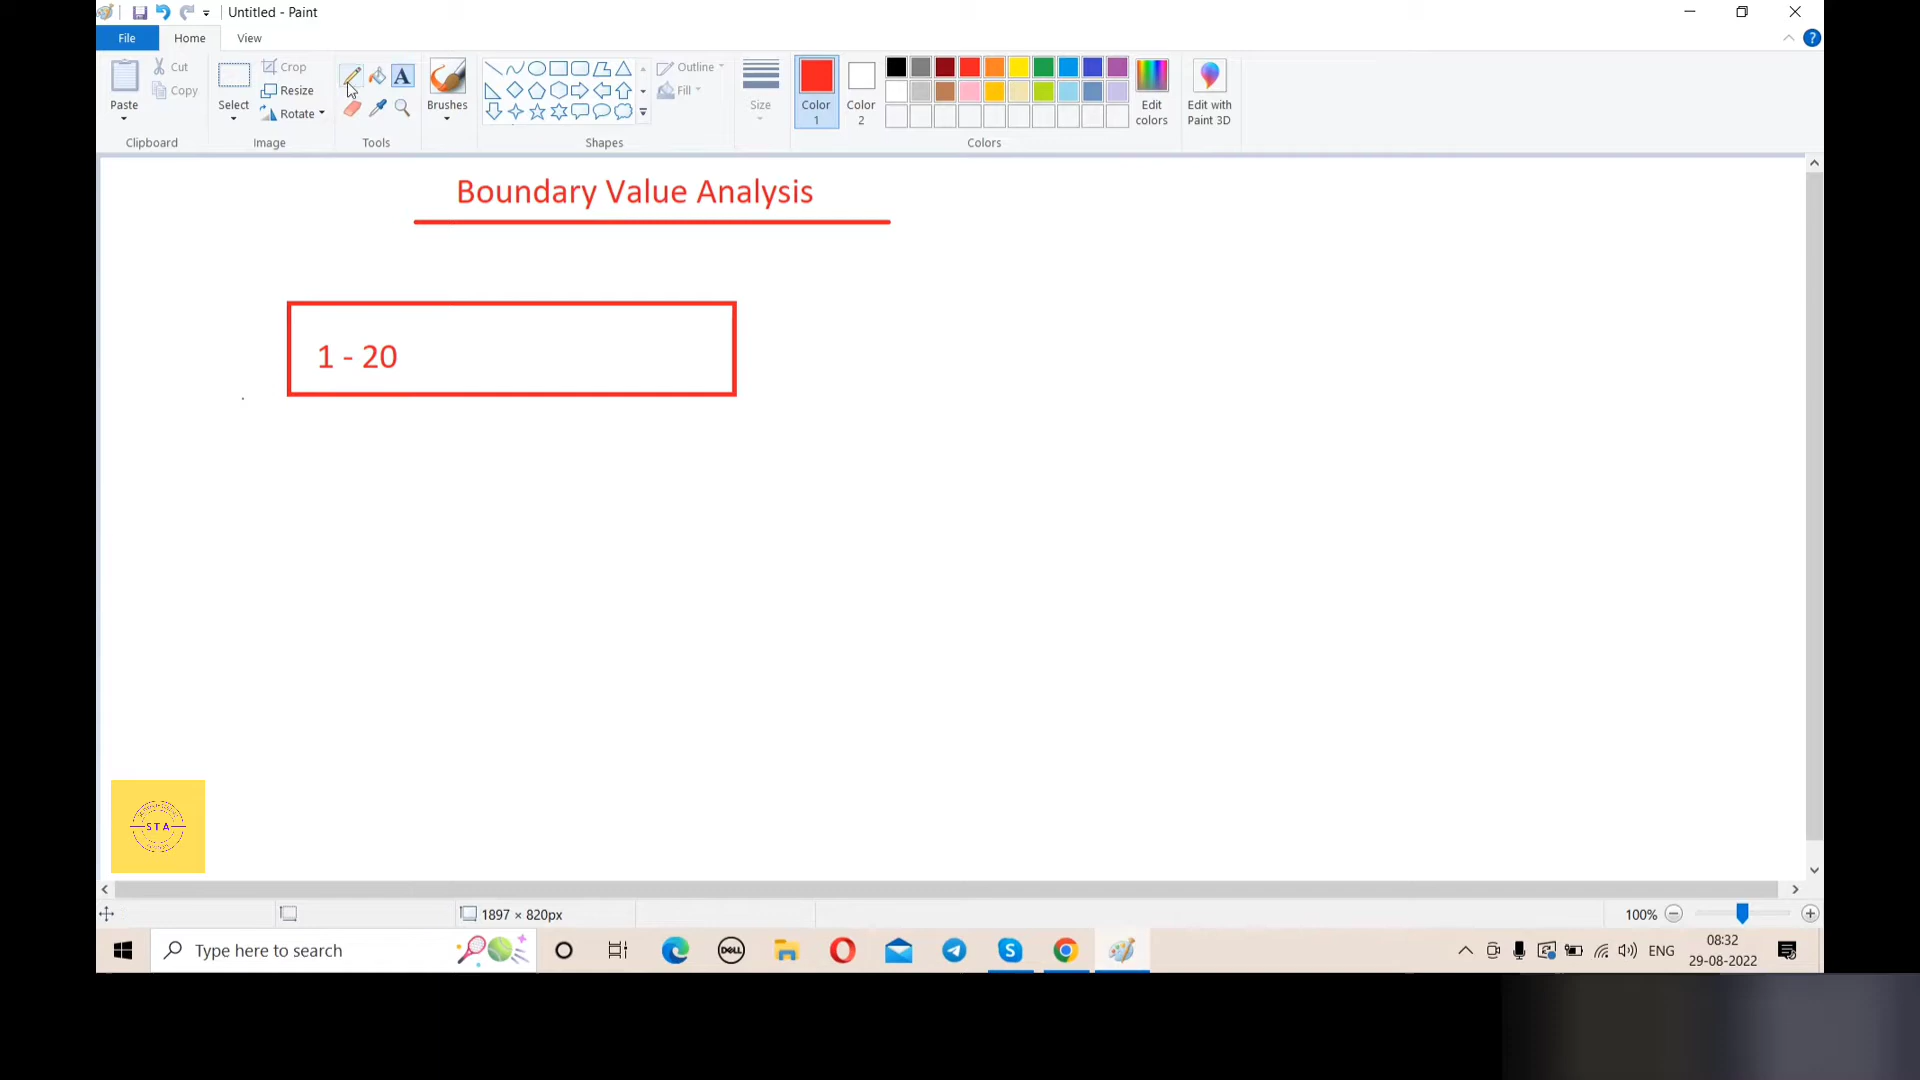 Untitled - Paint
File Home View
Paste
Cut
Copy
Clipboard
Select
Crop
Resize
Rotate
Image
A
Tools
Brushes
Shapes
Outline
Fill
Size
Color 1
Color 2
Edit colors
Colors
Edit with Paint 3D
Boundary Value Analysis
1 - 20
STA
1897 × 820px
100%
Type here to search
DELL
ENG
08:32
29-08-2022